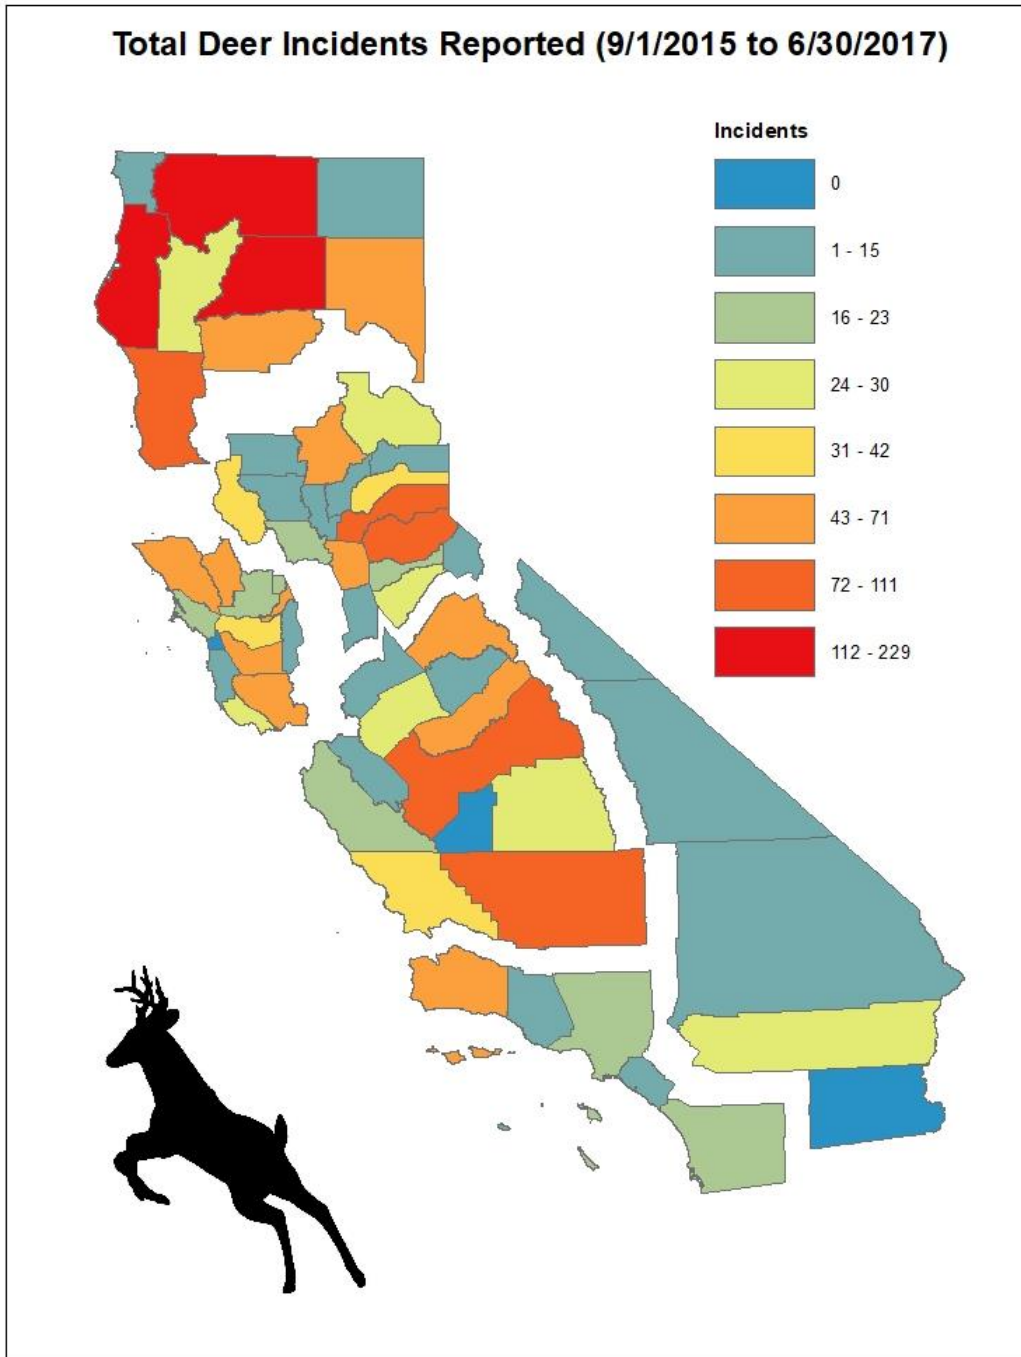 Total Deer Incidents Reported (9/1/2015 to 6/30/2017)
Incidents
0
1 - 15
16 - 23
24 - 30
31 - 42
43 - 71
72 - 111
112 - 229